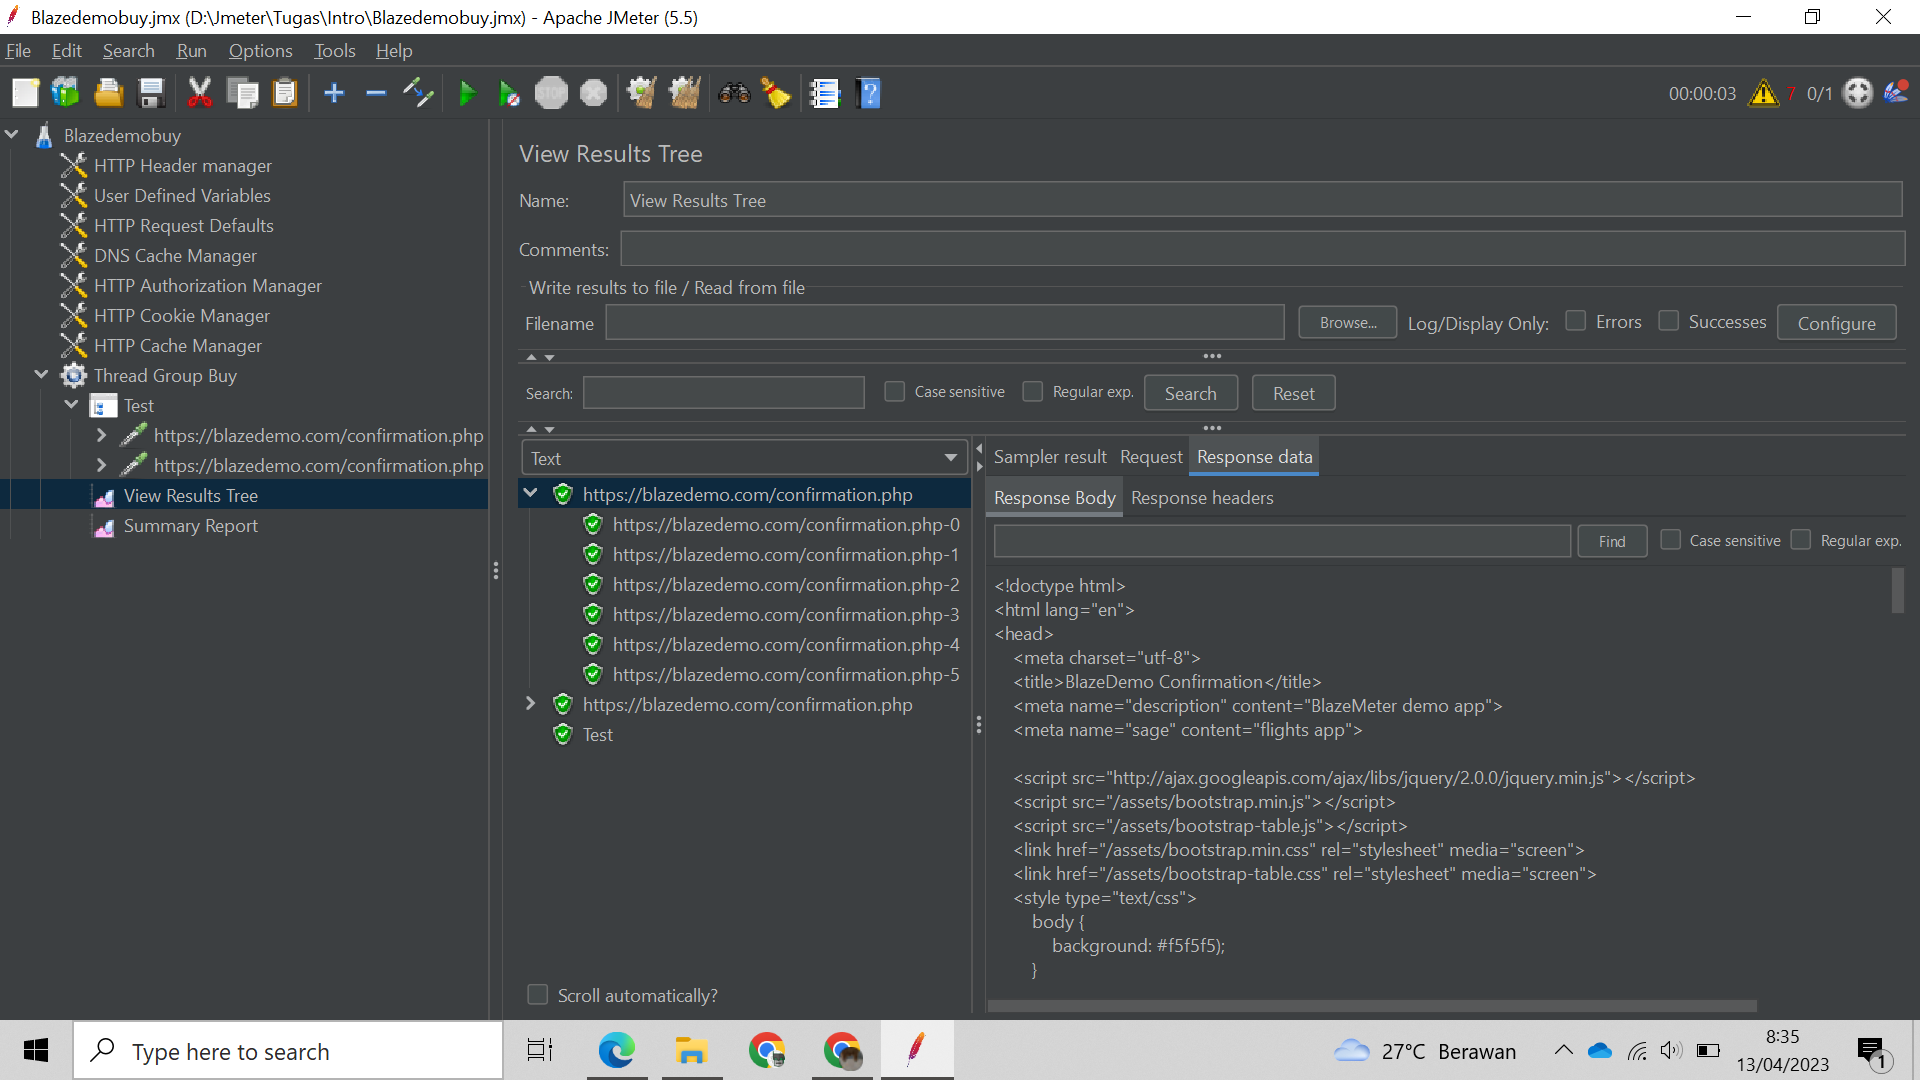 Blazedemobuy.jmx (D:\Jmeter\Tugas\Intro\Blazedemobuy.jmx) - Apache JMeter (5.5)
File Edit Search Run Options Tools Help
STOP
00:00:03 7 0/1
Blazedemobuy
HTTP Header manager
User Defined Variables
HTTP Request Defaults
DNS Cache Manager
HTTP Authorization Manager
HTTP Cookie Manager
HTTP Cache Manager
Thread Group Buy
Test
https://blazedemo.com/confirmation.php
https://blazedemo.com/confirmation.php
View Results Tree
Summary Report
View Results Tree
Name: View Results Tree
Comments:
Write results to file / Read from file
Filename Browse... Log/Display Only: Errors Successes Configure
Search: Case sensitive Regular exp. Search Reset
Text
https://blazedemo.com/confirmation.php
https://blazedemo.com/confirmation.php-0
https://blazedemo.com/confirmation.php-1
https://blazedemo.com/confirmation.php-2
https://blazedemo.com/confirmation.php-3
https://blazedemo.com/confirmation.php-4
https://blazedemo.com/confirmation.php-5
https://blazedemo.com/confirmation.php
Test
Scroll automatically?
Sampler result Request Response data
Response Body Response headers
Find Case sensitive Regular exp.
<!doctype html>
<html lang="en">
<head>
<meta charset="utf-8">
<title>BlazeDemo Confirmation</title>
<meta name="description" content="BlazeMeter demo app">
<meta name="sage" content="flights app">
<script src="http://ajax.googleapis.com/ajax/libs/jquery/2.0.0/jquery.min.js"></script>
<script src="/assets/bootstrap.min.js"></script>
<script src="/assets/bootstrap-table.js"></script>
<link href="/assets/bootstrap.min.css" rel="stylesheet" media="screen">
<link href="/assets/bootstrap-table.css" rel="stylesheet" media="screen">
<style type="text/css">
body {
background: #f5f5f5);
}
Type here to search
27°C Berawan
8:35
13/04/2023
1